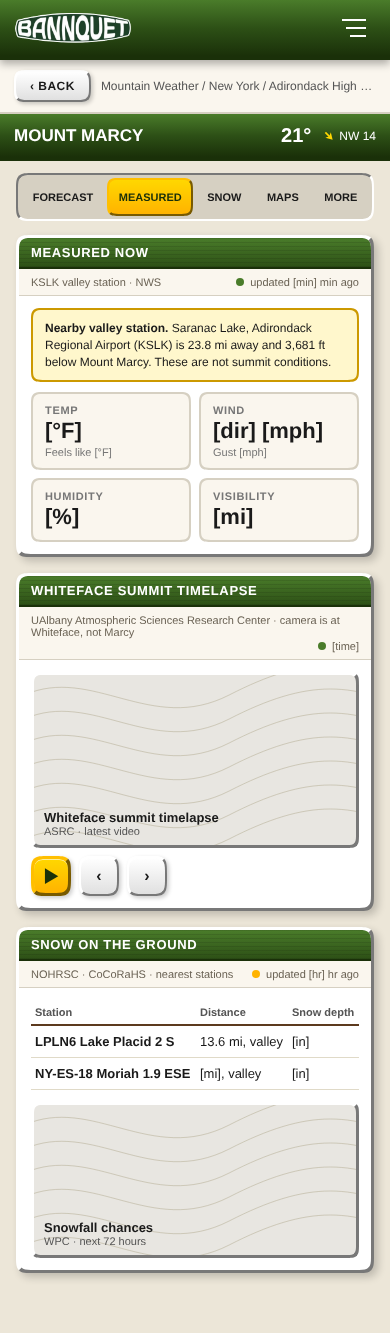 BANNQUET
‹ BACK Mountain Weather / New York / Adirondack High ...
MOUNT MARCY 21° NW 14
FORECAST MEASURED SNOW MAPS MORE
MEASURED NOW
KSLK valley station · NWS updated [min] min ago
Nearby valley station. Saranac Lake, Adirondack
Regional Airport (KSLK) is 23.8 mi away and 3,681 ft
below Mount Marcy. These are not summit conditions.
TEMP WIND
[°F] [dir] [mph]
Feels like [°F] Gust [mph]
HUMIDITY VISIBILITY
[%] [mi]
WHITEFACE SUMMIT TIMELAPSE
UAlbany Atmospheric Sciences Research Center · camera is at
Whiteface, not Marcy
[time]
Whiteface summit timelapse
ASRC · latest video
‹ ›
SNOW ON THE GROUND
NOHRSC · CoCoRaHS · nearest stations updated [hr] hr ago
Station Distance Snow depth
LPLN6 Lake Placid 2 S 13.6 mi, valley [in]
NY-ES-18 Moriah 1.9 ESE [mi], valley [in]
Snowfall chances
WPC · next 72 hours